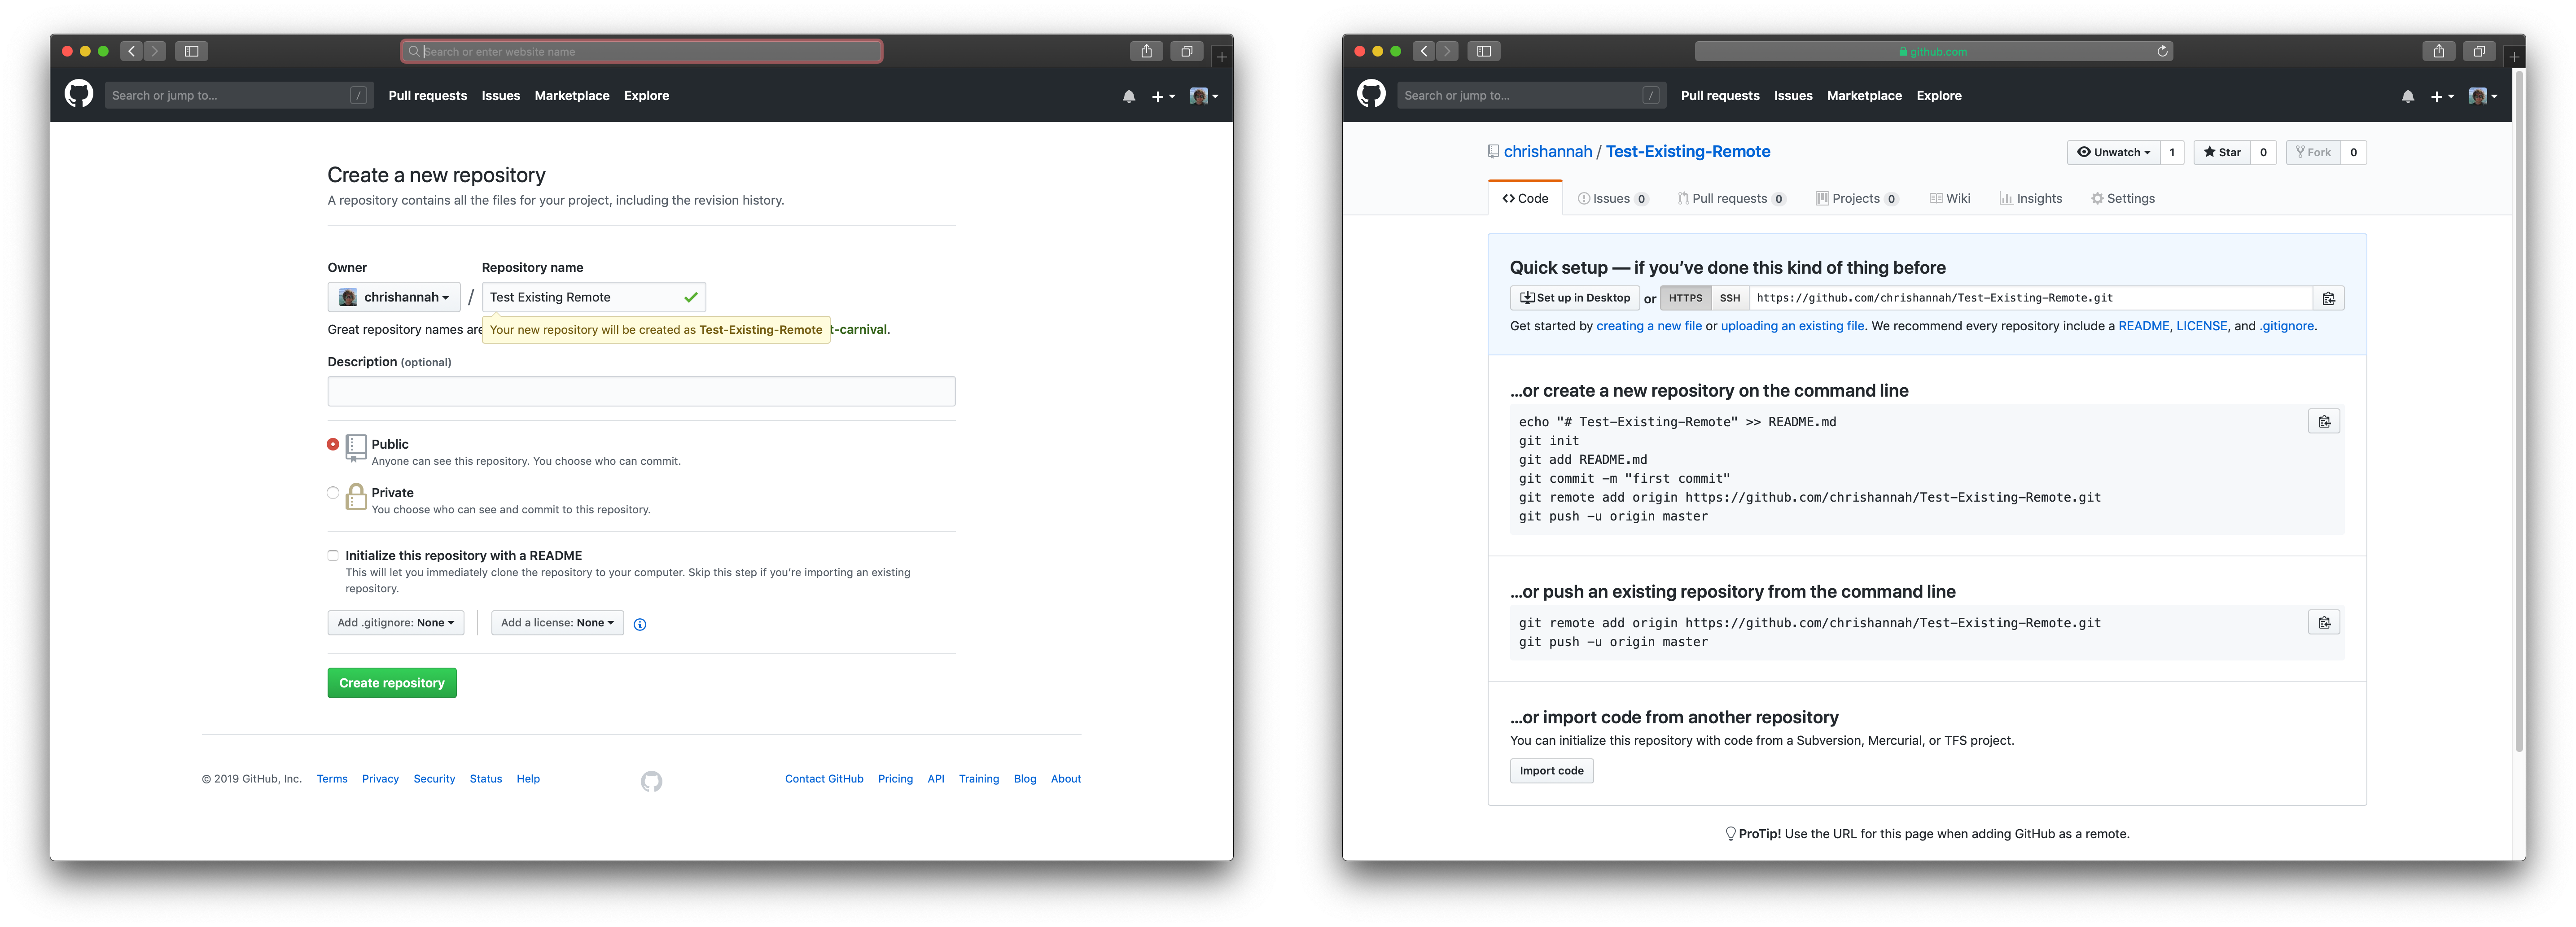 Search or enter website name
Search or jump to... /
Pull requests Issues Marketplace Explore
Create a new repository
A repository contains all the files for your project, including the revision history.
Owner Repository name
chrishannah / Test Existing Remote
Great repository names are
Your new repository will be created as Test-Existing-Remote
t-carnival.
Description (optional)
Public
Anyone can see this repository. You choose who can commit.
Private
You choose who can see and commit to this repository.
Initialize this repository with a README
This will let you immediately clone the repository to your computer. Skip this step if you’re importing an existing
repository.
Add .gitignore: None Add a license: None
Create repository
© 2019 GitHub, Inc. Terms Privacy Security Status Help
Contact GitHub Pricing API Training Blog About
github.com
Search or jump to... /
Pull requests Issues Marketplace Explore
chrishannah / Test-Existing-Remote
Unwatch 1 Star 0 Fork 0
Code Issues 0 Pull requests 0 Projects 0 Wiki Insights Settings
Quick setup — if you’ve done this kind of thing before
Set up in Desktop or HTTPS SSH https://github.com/chrishannah/Test-Existing-Remote.git
Get started by creating a new file or uploading an existing file. We recommend every repository include a README, LICENSE, and .gitignore.
…or create a new repository on the command line
echo "# Test-Existing-Remote" >> README.md
git init
git add README.md
git commit -m "first commit"
git remote add origin https://github.com/chrishannah/Test-Existing-Remote.git
git push -u origin master
…or push an existing repository from the command line
git remote add origin https://github.com/chrishannah/Test-Existing-Remote.git
git push -u origin master
…or import code from another repository
You can initialize this repository with code from a Subversion, Mercurial, or TFS project.
Import code
ProTip! Use the URL for this page when adding GitHub as a remote.